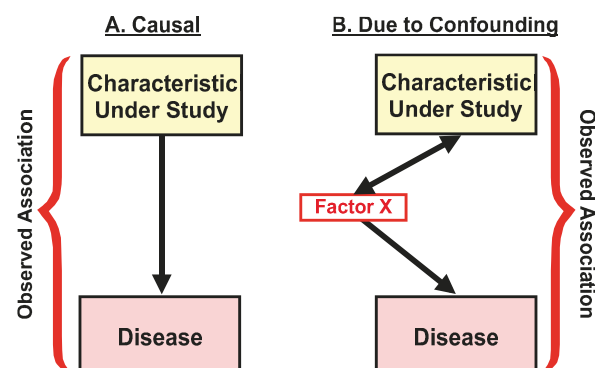 A. Causal
B. Due to Confounding
Observed Association
Characteristic
Under Study
Disease
Characteristic
Under Study
Factor X
Disease
Observed Association